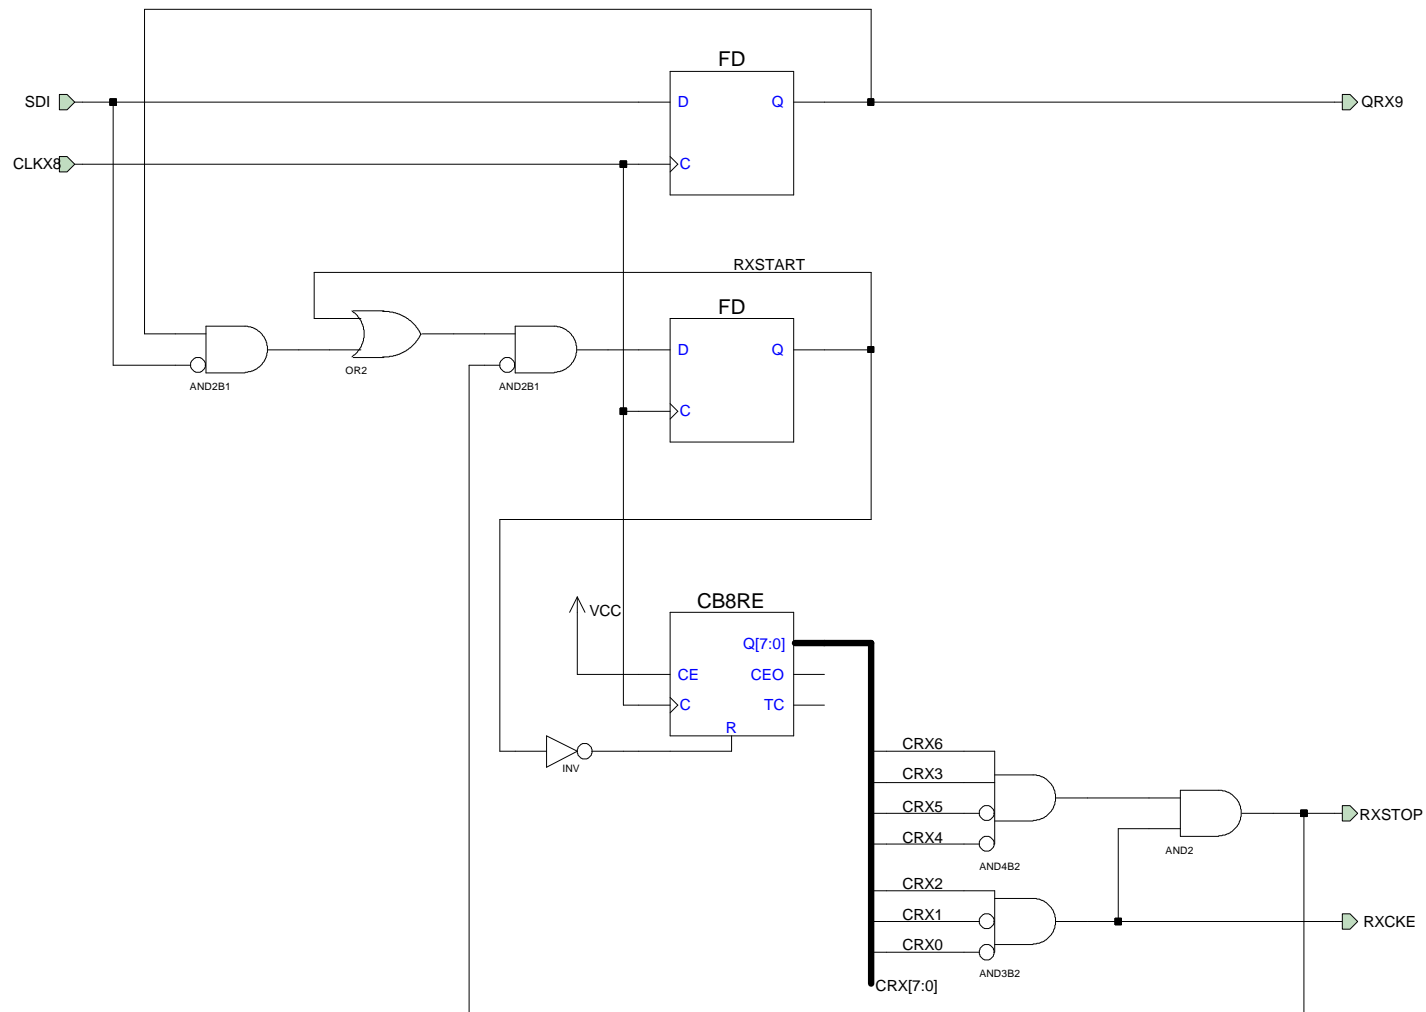 FD
SDI
D
Q
QRX9
CLKX8
C
RXSTART
FD
D
Q
AND2B1
OR2
AND2B1
C
CB8RE
VCC
Q[7:0]
CE
CEO
C
TC
R
INV
CRX6
CRX3
CRX5
RXSTOP
CRX4
AND2
AND4B2
CRX2
CRX1
RXCKE
CRX0
AND3B2
CRX[7:0]